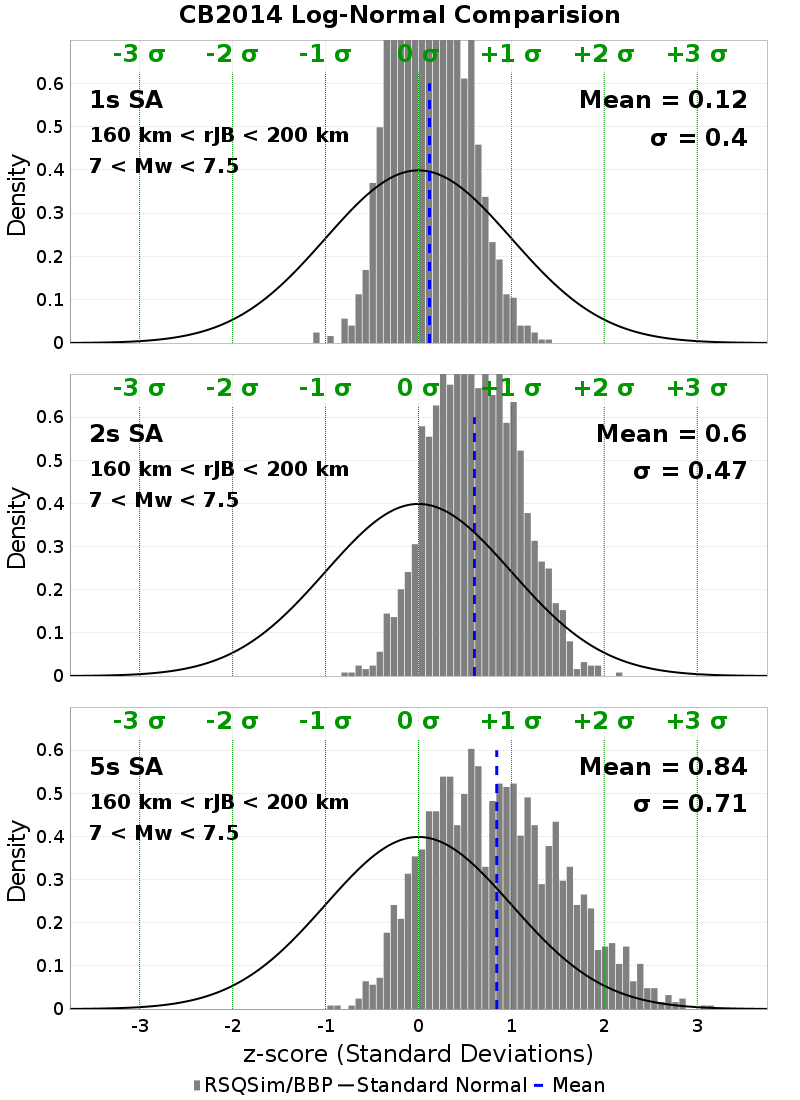 CB2014 Log-Normal Comparision
-3 σ -2 σ -1 σ 0 σ +1 σ +2 σ +3 σ
0.6
0.5
0.4
0.3
0.2
0.1
0
Density
1s SA
160 km < rJB < 200 km
7 < Mw < 7.5
Mean = 0.12
σ = 0.4
-3 σ -2 σ -1 σ 0 σ +1 σ +2 σ +3 σ
0.6
0.5
0.4
0.3
0.2
0.1
0
Density
2s SA
160 km < rJB < 200 km
7 < Mw < 7.5
Mean = 0.6
σ = 0.47
-3 σ -2 σ -1 σ 0 σ +1 σ +2 σ +3 σ
0.6
0.5
0.4
0.3
0.2
0.1
0
Density
5s SA
160 km < rJB < 200 km
7 < Mw < 7.5
Mean = 0.84
σ = 0.71
-3 -2 -1 0 1 2 3
z-score (Standard Deviations)
RSQSim/BBP Standard Normal Mean